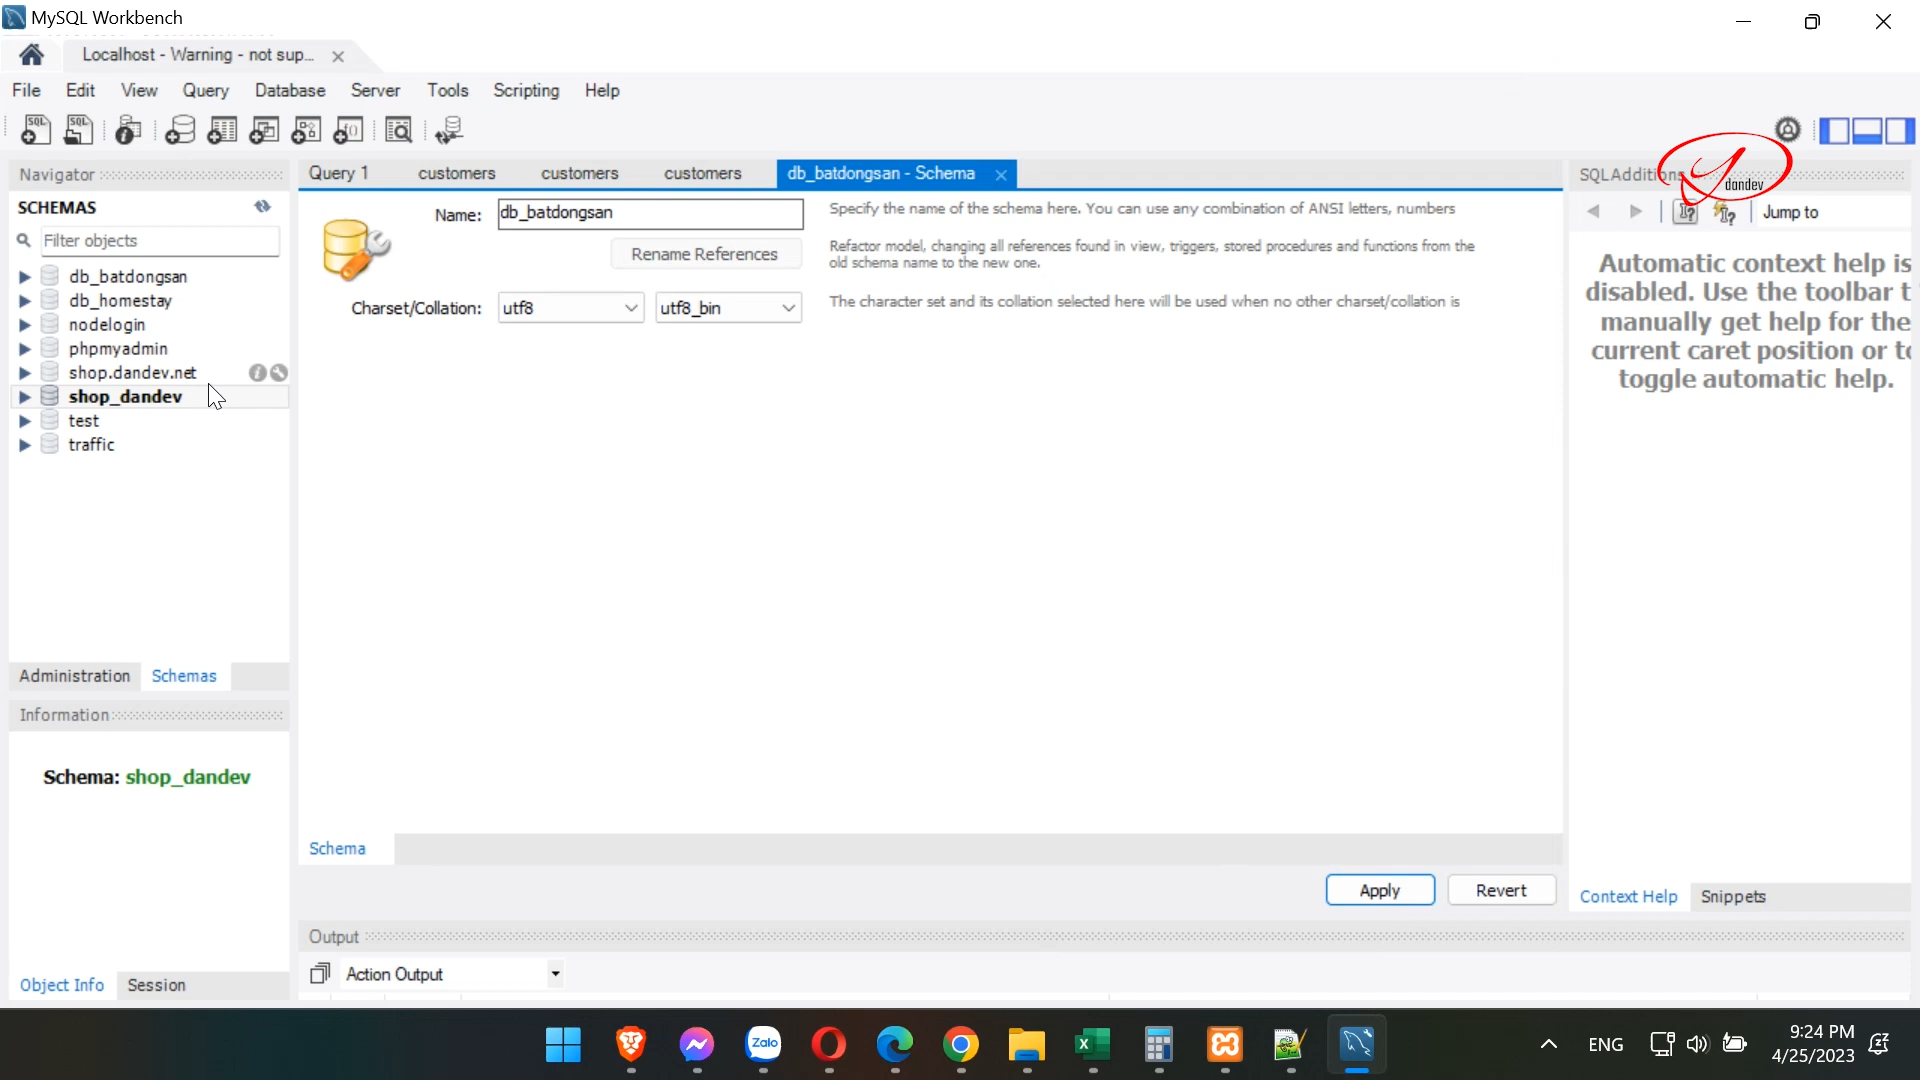 MySQL Workbench
Localhost - Warning - not sup...
File Edit View Query Database Server Tools Scripting Help
Navigator
SCHEMAS
Filter objects
db_batdongsan
db_homestay
nodelogin
phpmyadmin
shop.dandev.net
shop_dandev
test
traffic
Administration Schemas
Information
Schema: shop_dandev
Object Info Session
Query 1 customers customers customers db_batdongsan - Schema
Name: db_batdongsan
Specify the name of the schema here. You can use any combination of ANSI letters, numbers
Rename References
Refactor model, changing all references found in view, triggers, stored procedures and functions from the
old schema name to the new one.
Charset/Collation: utf8 utf8_bin
The character set and its collation selected here will be used when no other charset/collation is
Schema
Apply Revert
Output
Action Output
SQLAdditions
dandev
Jump to
Automatic context help is
disabled. Use the toolbar t
manually get help for the
current caret position or to
toggle automatic help.
Context Help Snippets
Zalo
ENG
9:24 PM
4/25/2023